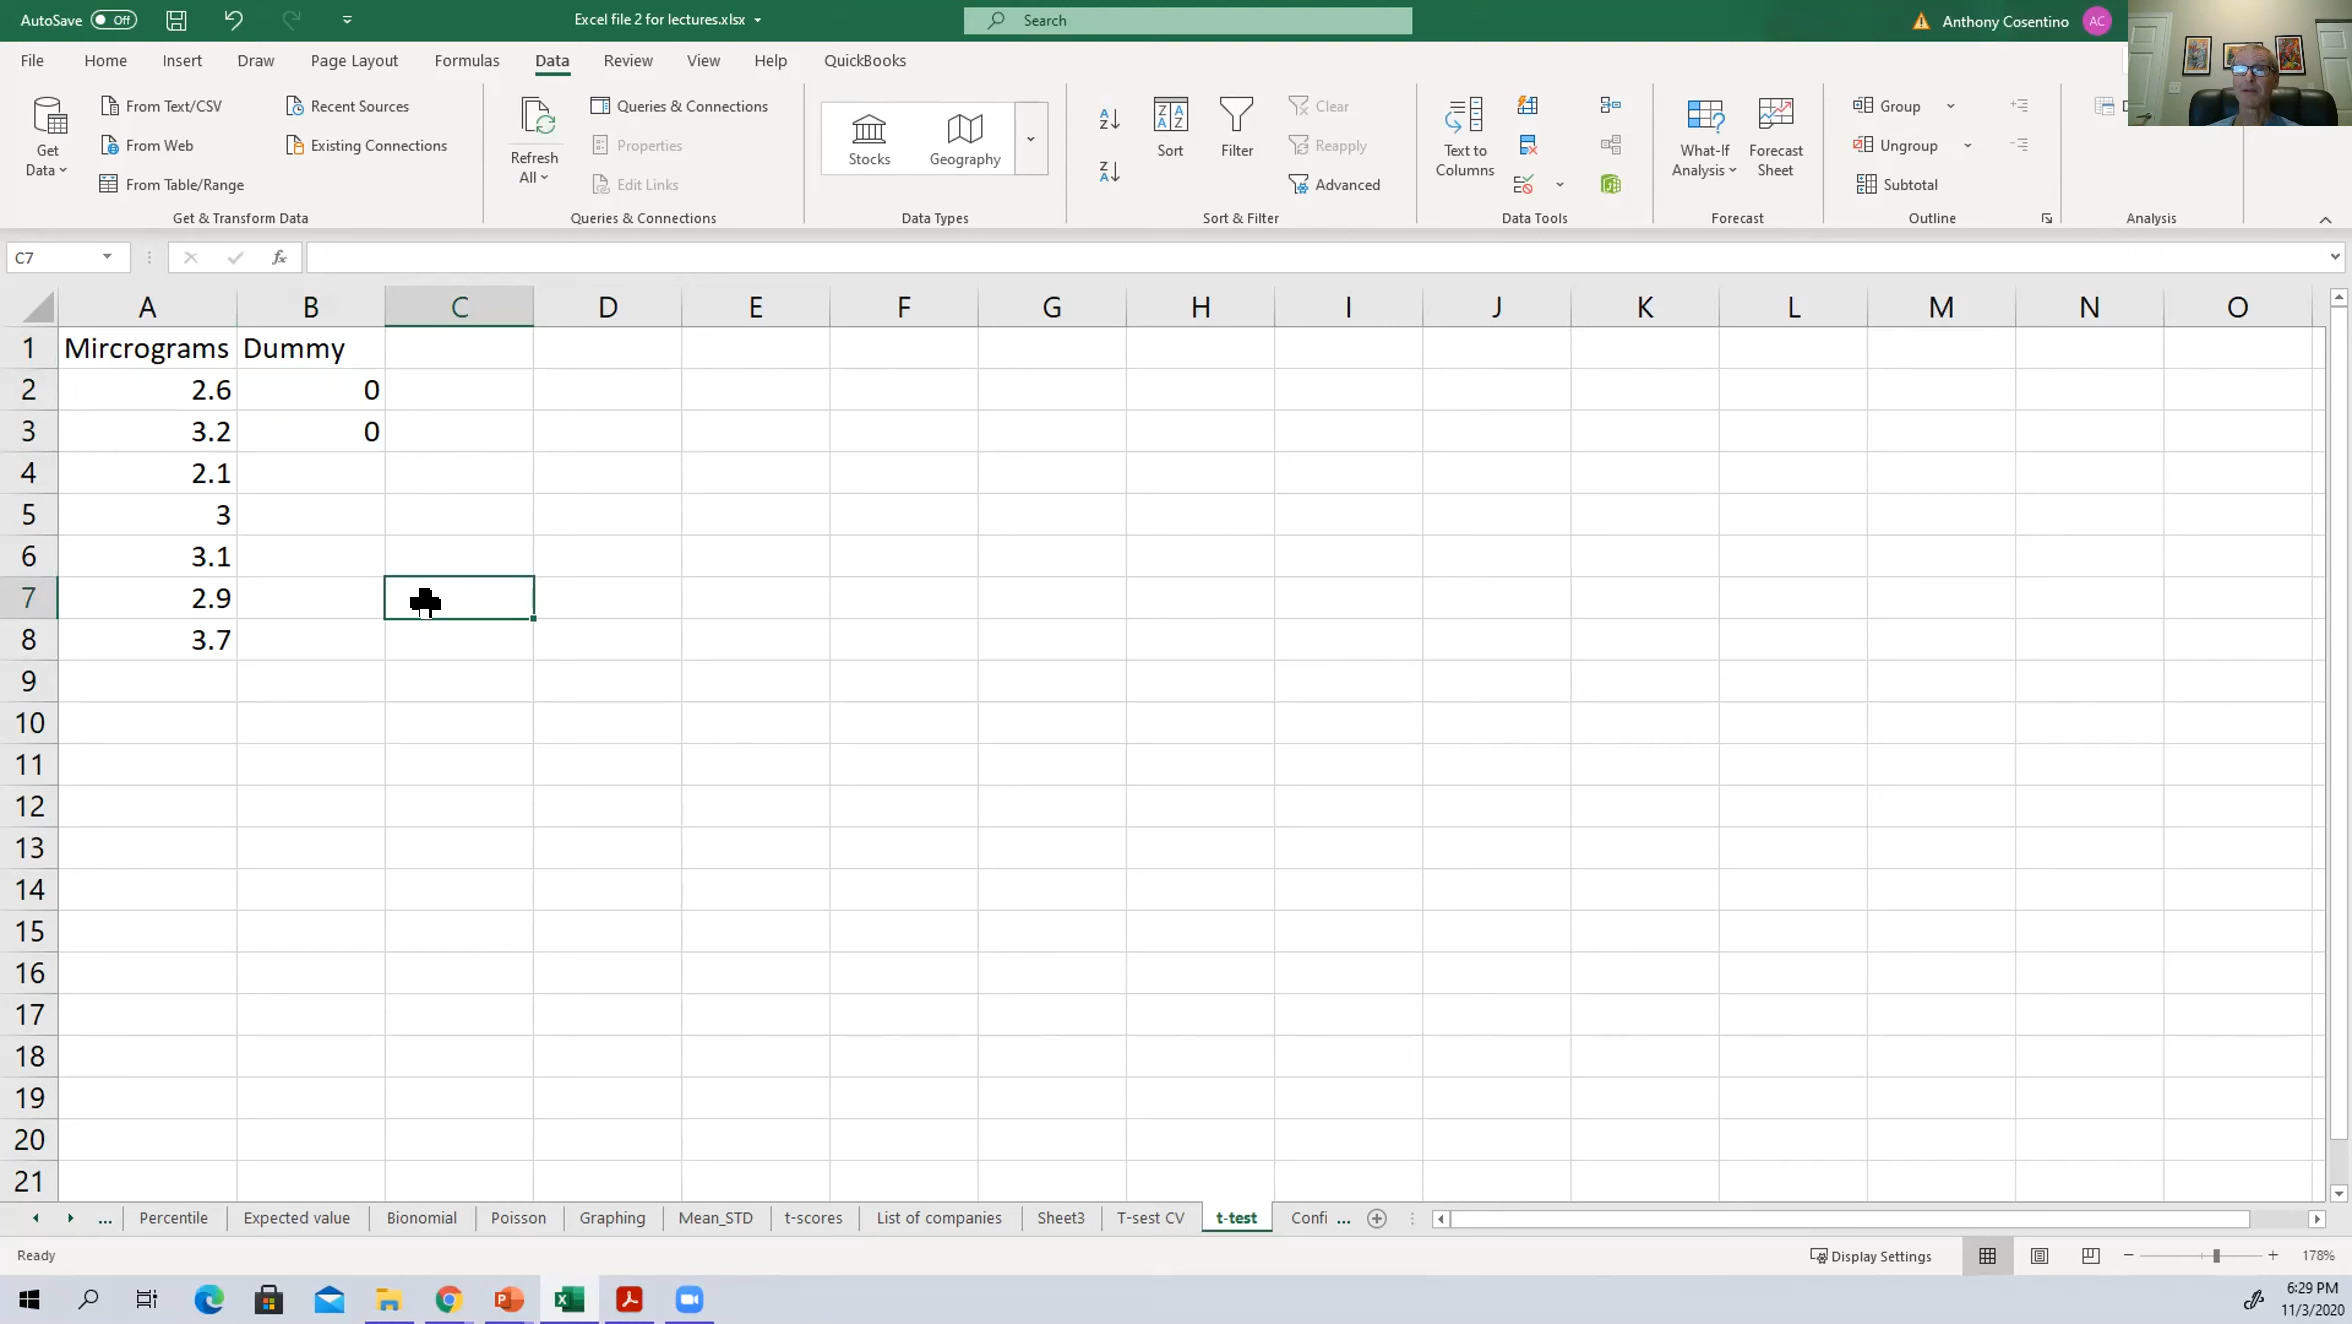 AutoSave Off Excel file 2 for lectures.xlsx Search Anthony Cosentino AC
File Home Insert Draw Page Layout Formulas Data Review View Help QuickBooks
Get Data From Text/CSV From Web From Table/Range Recent Sources Existing Connections
Get & Transform Data
Refresh All Queries & Connections Properties Edit Links
Queries & Connections
Stocks Geography
Data Types
Sort Filter Clear Reapply Advanced
Sort & Filter
Text to Columns
Data Tools
What-If Analysis Forecast Sheet
Forecast
Group Ungroup Subtotal
Outline
Analysis
C7 fx
A B C D E F G H I J K L M N O
1 Mircrograms Dummy
2 2.6 0
3 3.2 0
4 2.1
5 3
6 3.1
7 2.9
8 3.7
9
10
11
12
13
14
15
16
17
18
19
20
21
... Percentile Expected value Binomial Poisson Graphing Mean_STD t-scores List of companies Sheet3 T-sest CV t-test Confi ...
Ready Display Settings 178%
6:29 PM
11/3/2020